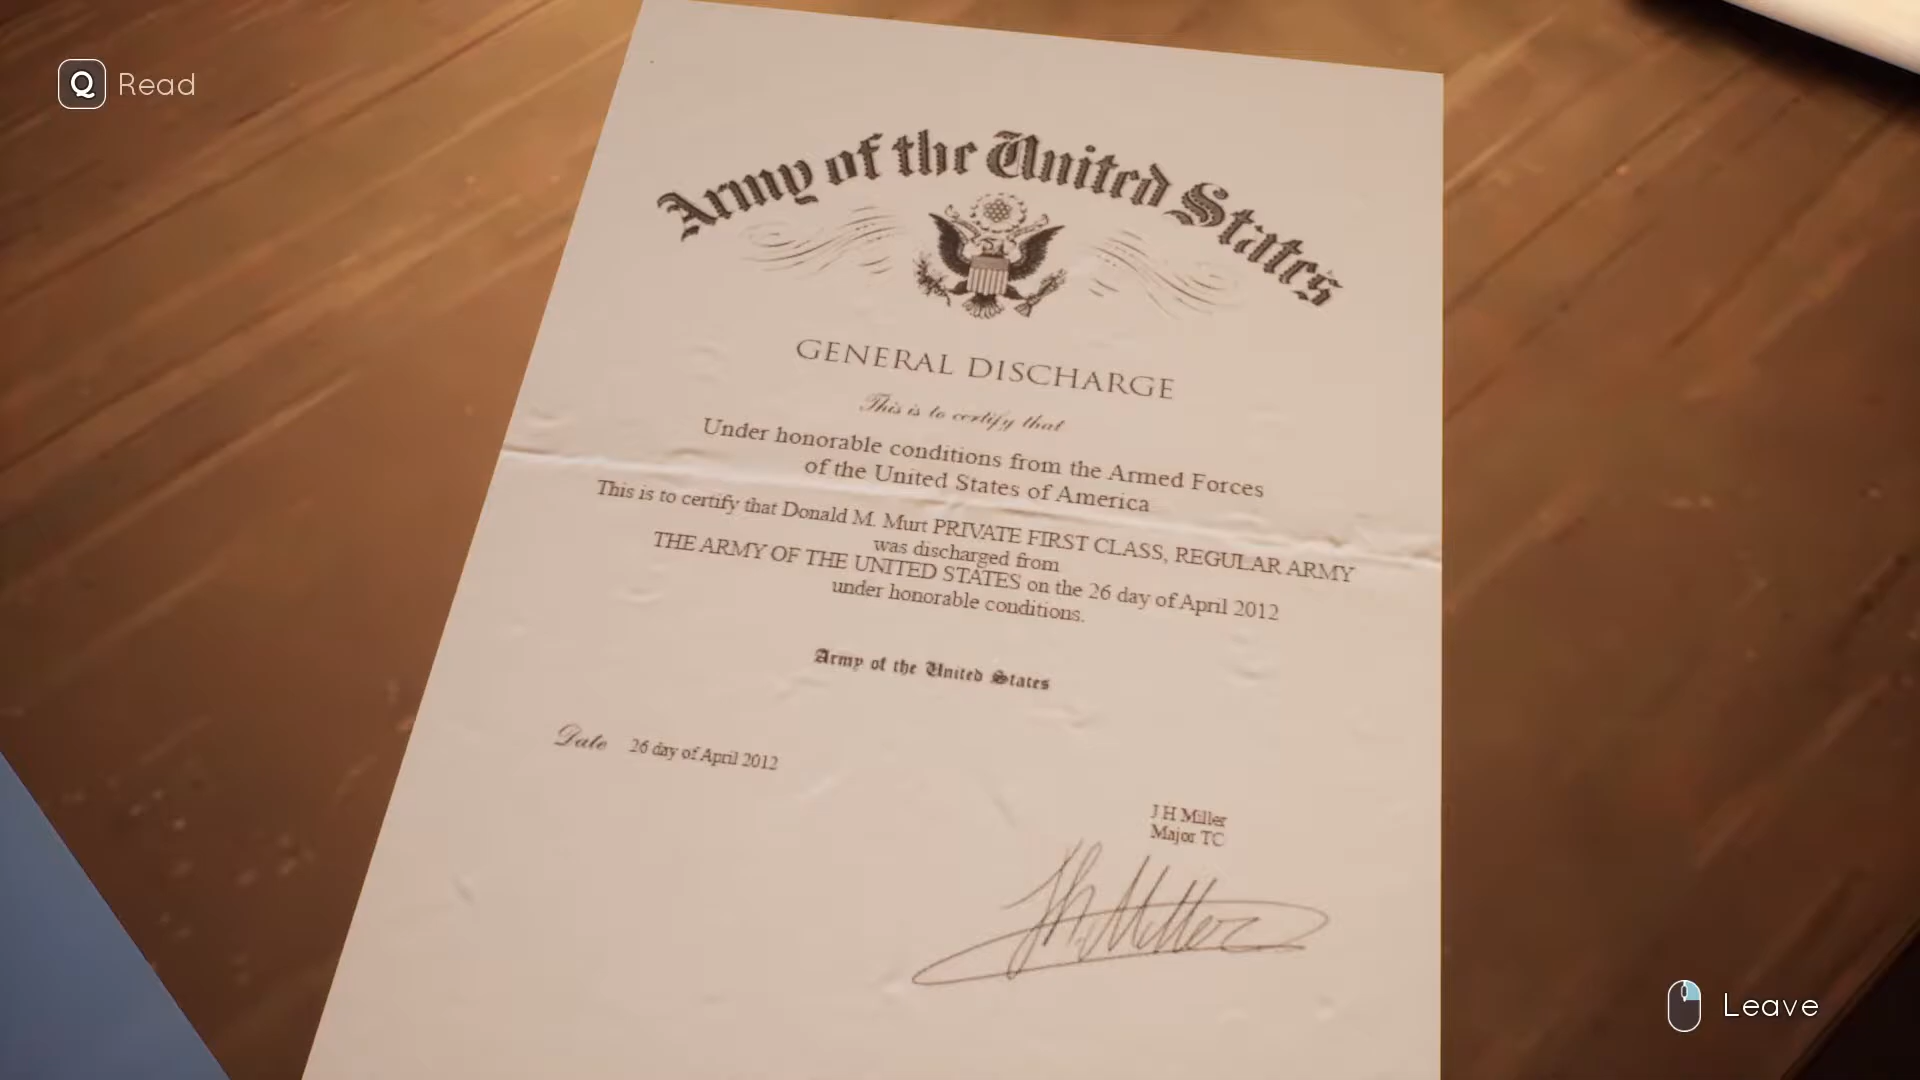 Q Read
Army of the United States
GENERAL DISCHARGE
This is to certify that
Under honorable conditions from the Armed Forces
of the United States of America
This is to certify that Donald M. Murt PRIVATE FIRST CLASS, REGULAR ARMY
was discharged from
THE ARMY OF THE UNITED STATES on the 26 day of April 2012
under honorable conditions.
Army of the United States
Date 26 day of April 2012
J H Miller
Major TC
J h. Miller
Leave